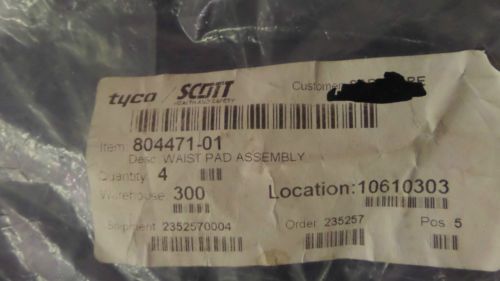 tyco / SCOTT Customer:
HEALTH AND SAFETY
Item: 804471-01
Desc: WAIST PAD ASSEMBLY
Quantity: 4
Warehouse: 300 Location:10610303
Shipment 2352570004 Order 235257 Pos 5